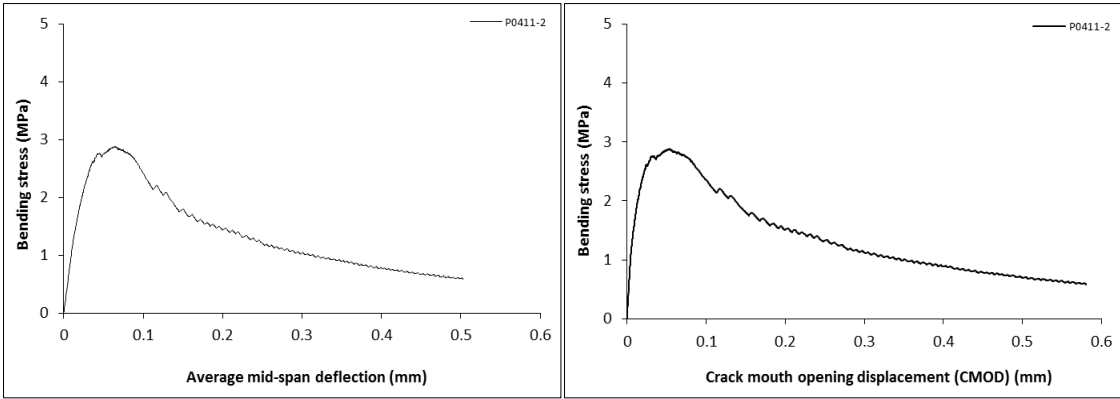 P0411-2
5
4
3
2
1
0
Bending stress (MPa)
0 0.1 0.2 0.3 0.4 0.5 0.6
Average mid-span deflection (mm)
P0411-2
5
4
3
2
1
0
Bending stress (MPa)
0 0.1 0.2 0.3 0.4 0.5 0.6
Crack mouth opening displacement (CMOD) (mm)